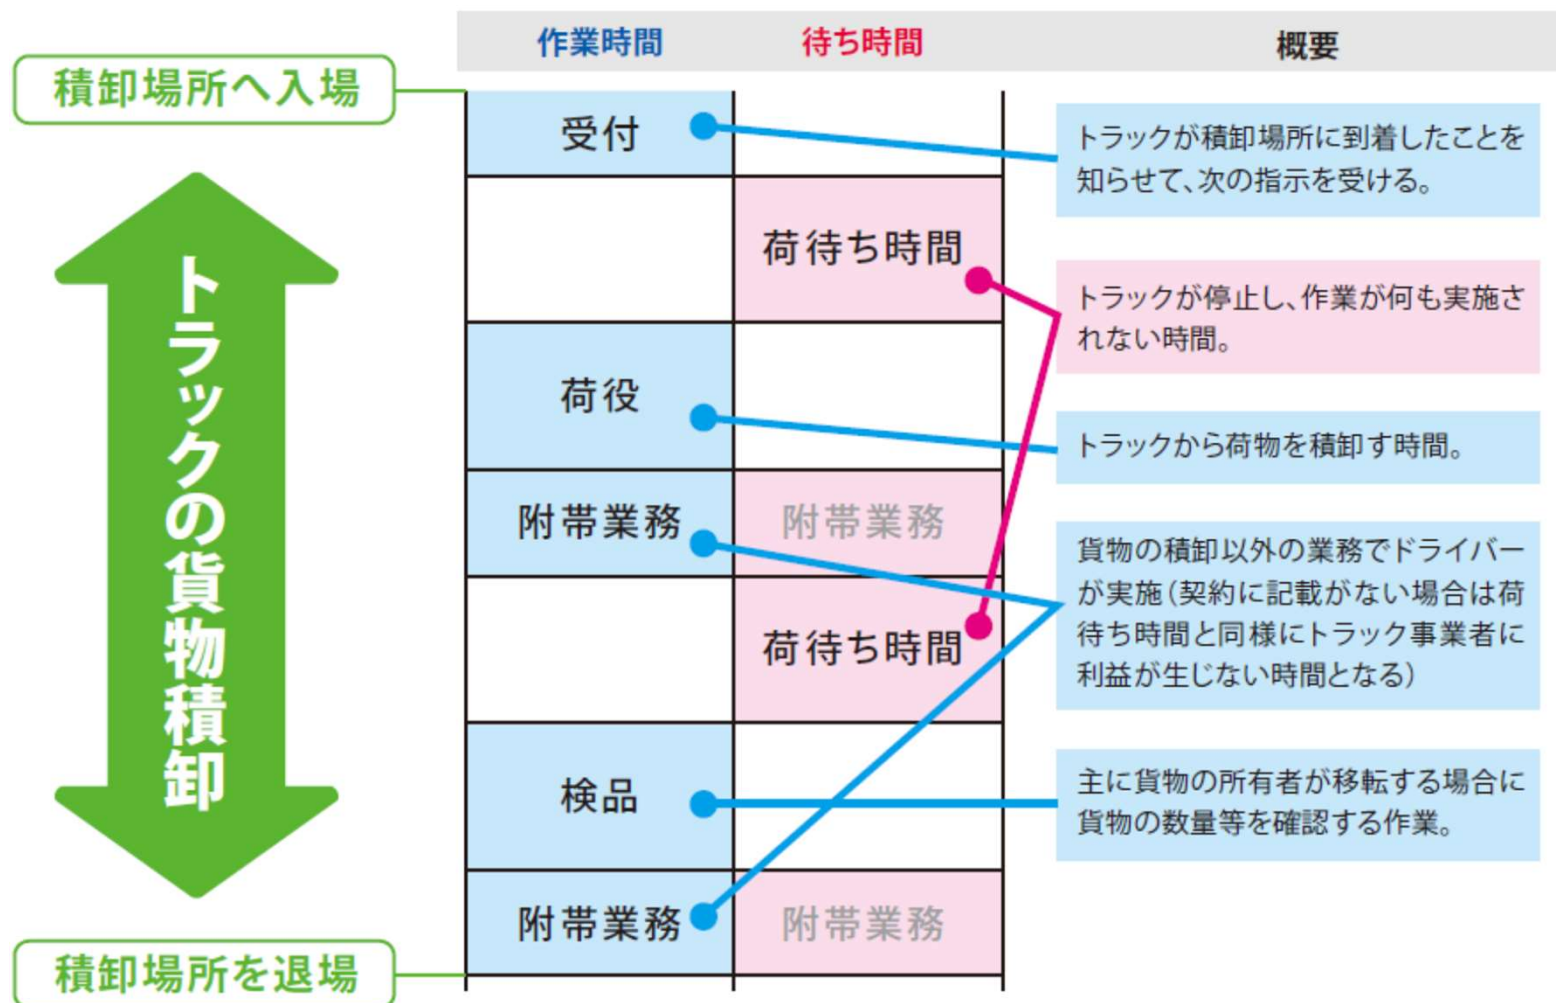 作業時間
待ち時間
概要
積卸場所へ入場
トラックの貨物積卸
積卸場所を退場
受付
荷待ち時間
荷役
附帯業務
附帯業務
荷待ち時間
検品
附帯業務
附帯業務
トラックが積卸場所に到着したことを
知らせて、次の指示を受ける。
トラックが停止し、作業が何も実施さ
れない時間。
トラックから荷物を積卸す時間。
貨物の積卸以外の業務でドライバー
が実施（契約に記載がない場合は荷
待ち時間と同様にトラック事業者に
利益が生じない時間となる）
主に貨物の所有者が移転する場合に
貨物の数量等を確認する作業。